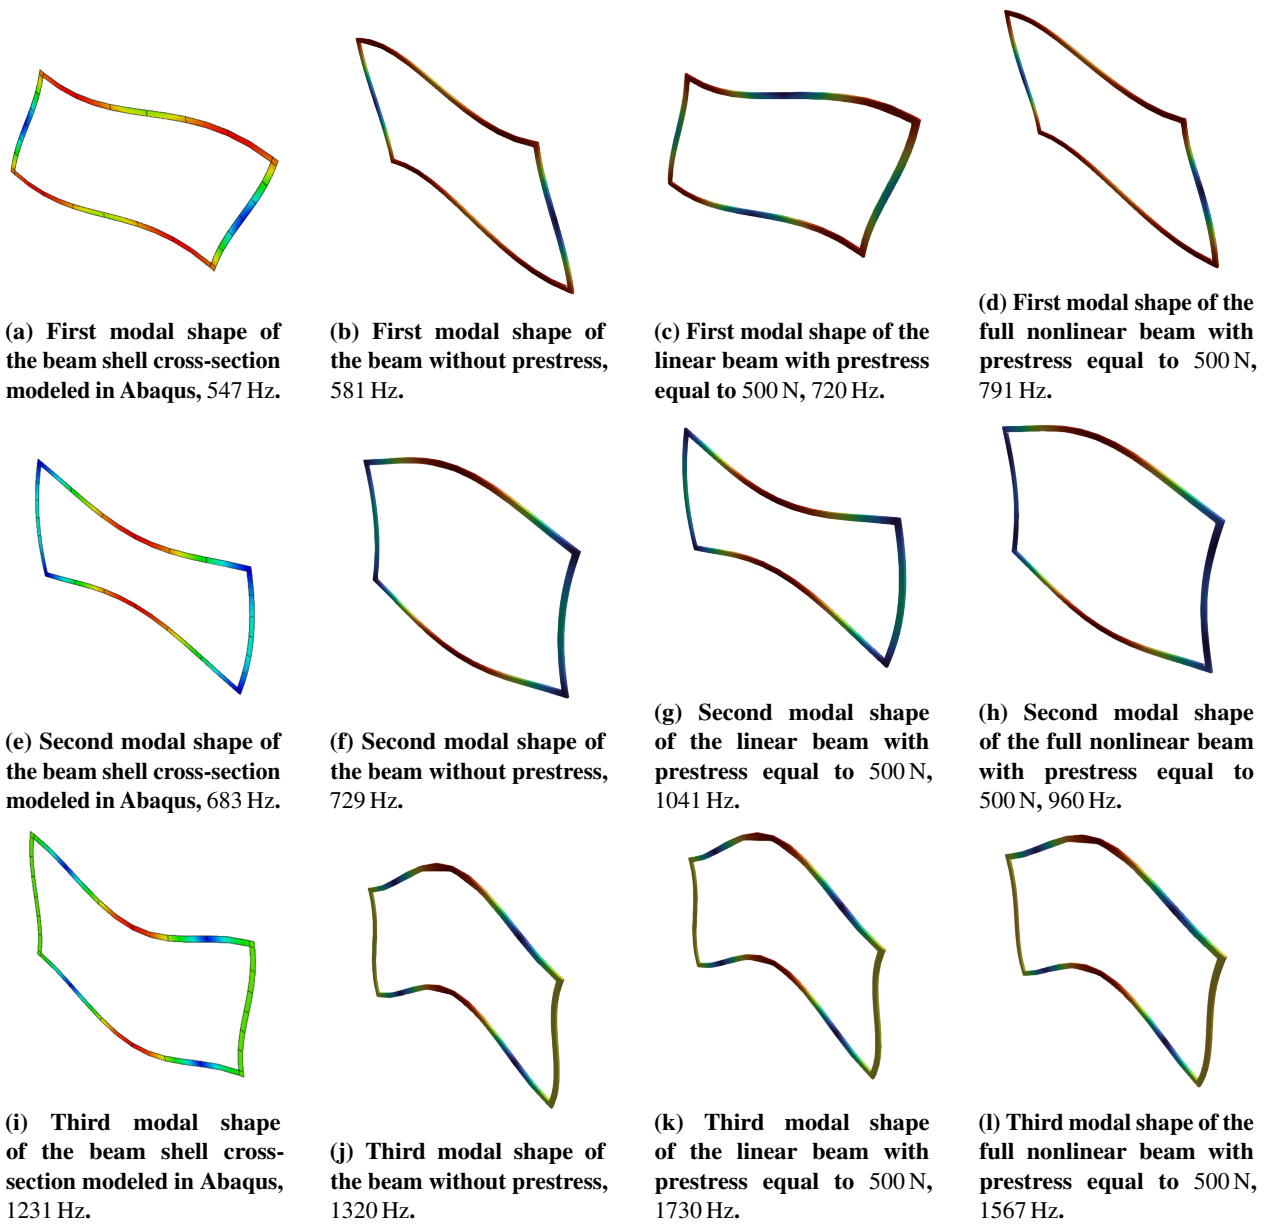 (a) First modal shape of
the beam shell cross-section
modeled in Abaqus, 547 Hz.
(b) First modal shape of
the beam without prestress,
581 Hz.
(c) First modal shape of the
linear beam with prestress
equal to 500 N, 720 Hz.
(d) First modal shape of the
full nonlinear beam with
prestress equal to 500 N,
791 Hz.
(e) Second modal shape of
the beam shell cross-section
modeled in Abaqus, 683 Hz.
(f) Second modal shape of
the beam without prestress,
729 Hz.
(g) Second modal shape
of the linear beam with
prestress equal to 500 N,
1041 Hz.
(h) Second modal shape
of the full nonlinear beam
with prestress equal to
500 N, 960 Hz.
(i) Third modal shape
of the beam shell cross-
section modeled in Abaqus,
1231 Hz.
(j) Third modal shape of
the beam without prestress,
1320 Hz.
(k) Third modal shape
of the linear beam with
prestress equal to 500 N,
1730 Hz.
(l) Third modal shape of the
full nonlinear beam with
prestress equal to 500 N,
1567 Hz.